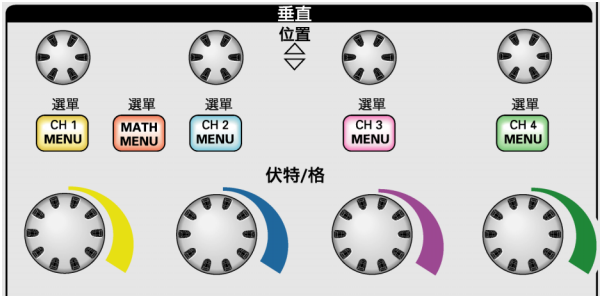 垂直
位置
選單 選單 選單 選單 選單
CH 1 MENU
MATH MENU
CH 2 MENU
CH 3 MENU
CH 4 MENU
伏特/格